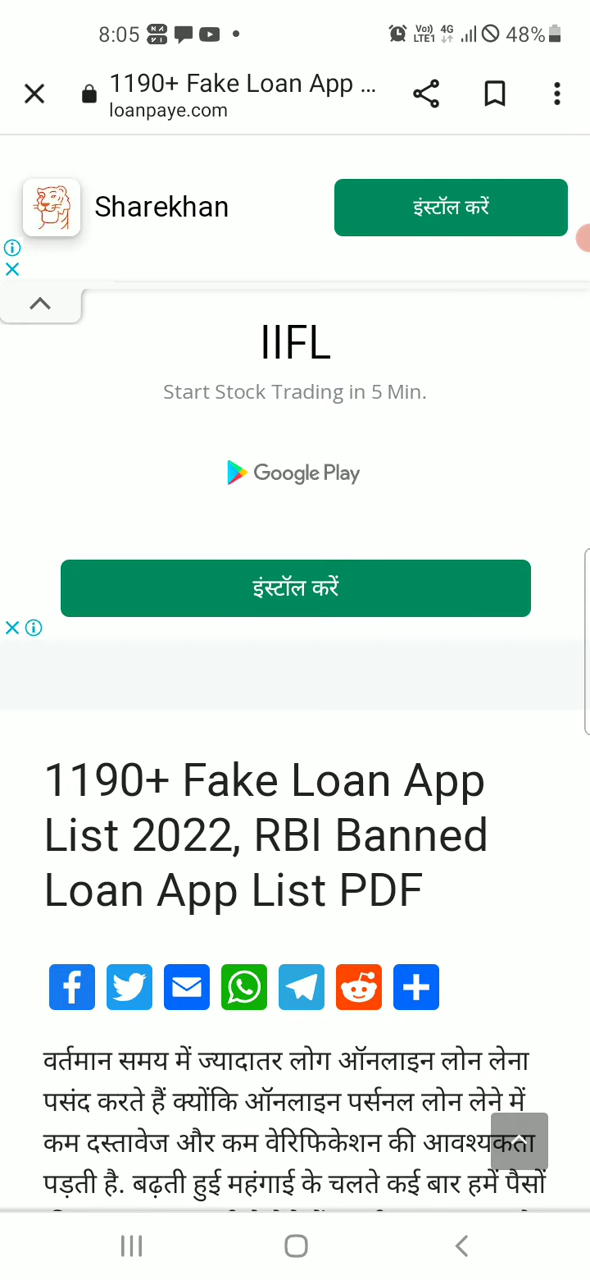 8:05
Vo) 4G
LTE1
48%
1190+ Fake Loan App ...
loanpaye.com
Sharekhan
इंस्टॉल करें
IIFL
Start Stock Trading in 5 Min.
Google Play
इंस्टॉल करें
1190+ Fake Loan App
List 2022, RBI Banned
Loan App List PDF
वर्तमान समय में ज्यादातर लोग ऑनलाइन लोन लेना
पसंद करते हैं क्योंकि ऑनलाइन पर्सनल लोन लेने में
कम दस्तावेज और कम वेरिफिकेशन की आवश्यकता
पड़ती है. बढ़ती हुई महंगाई के चलते कई बार हमें पैसों